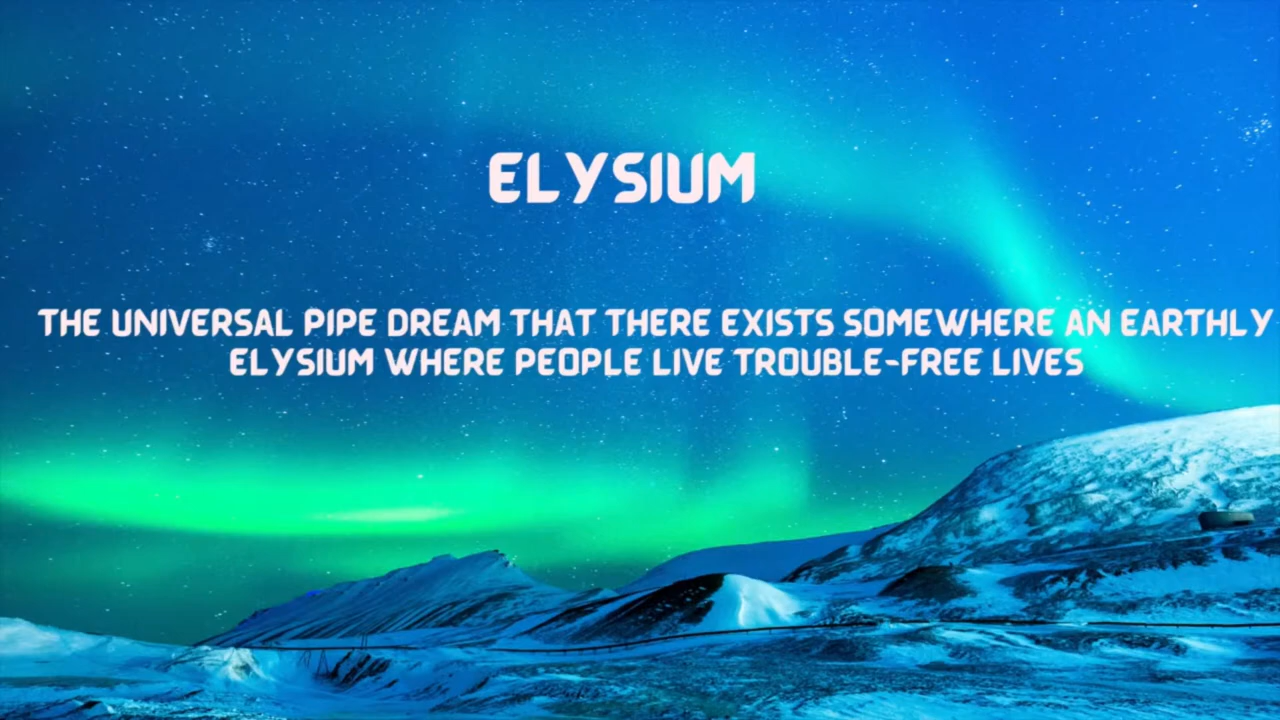 ELYSIUM
THE UNIVERSAL PIPE DREAM THAT THERE EXISTS SOMEWHERE AN EARTHLY
ELYSIUM WHERE PEOPLE LIVE TROUBLE-FREE LIVES